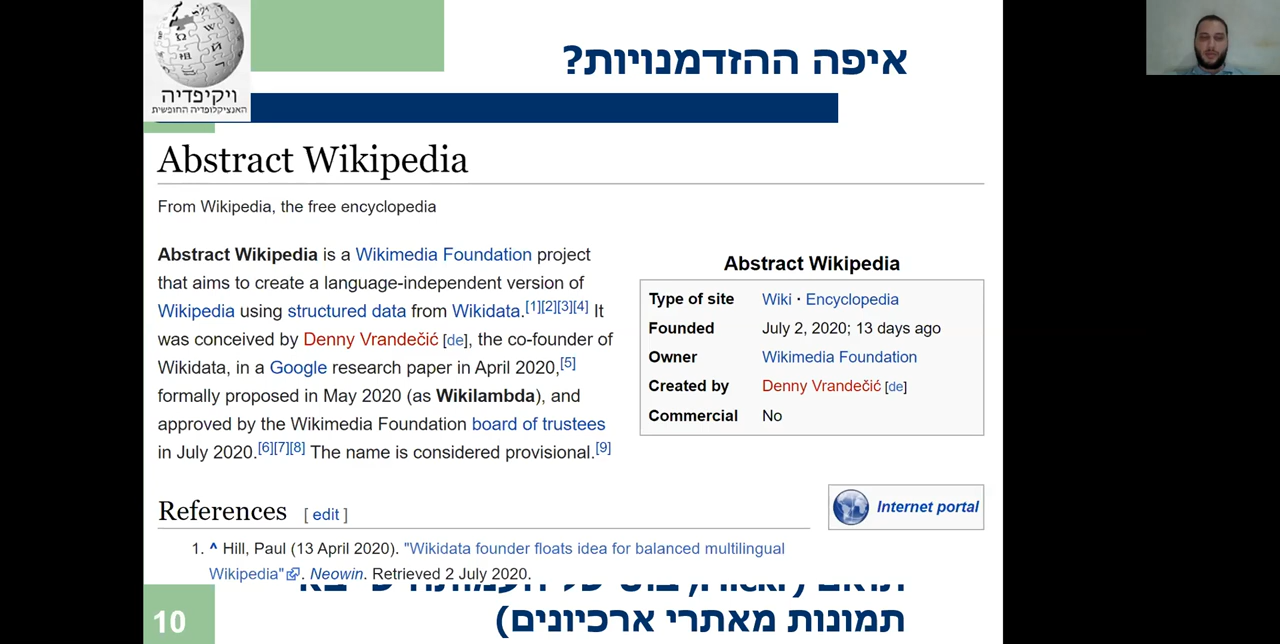 ויקיפדיה
האנציקלופדיה החופשית
איפה ההזדמנויות?
Abstract Wikipedia
From Wikipedia, the free encyclopedia
Abstract Wikipedia is a Wikimedia Foundation project
that aims to create a language-independent version of
Wikipedia using structured data from Wikidata.[1][2][3][4] It
was conceived by Denny Vrandečić [de], the co-founder of
Wikidata, in a Google research paper in April 2020,[5]
formally proposed in May 2020 (as Wikilambda), and
approved by the Wikimedia Foundation board of trustees
in July 2020.[6][7][8] The name is considered provisional.[9]
Abstract Wikipedia
Type of site Wiki · Encyclopedia
Founded July 2, 2020; 13 days ago
Owner Wikimedia Foundation
Created by Denny Vrandečić [de]
Commercial No
Internet portal
References [ edit ]
1. ^ Hill, Paul (13 April 2020). "Wikidata founder floats idea for balanced multilingual
Wikipedia". Neowin. Retrieved 2 July 2020.
תמונות מאתרי ארכיונים)
10